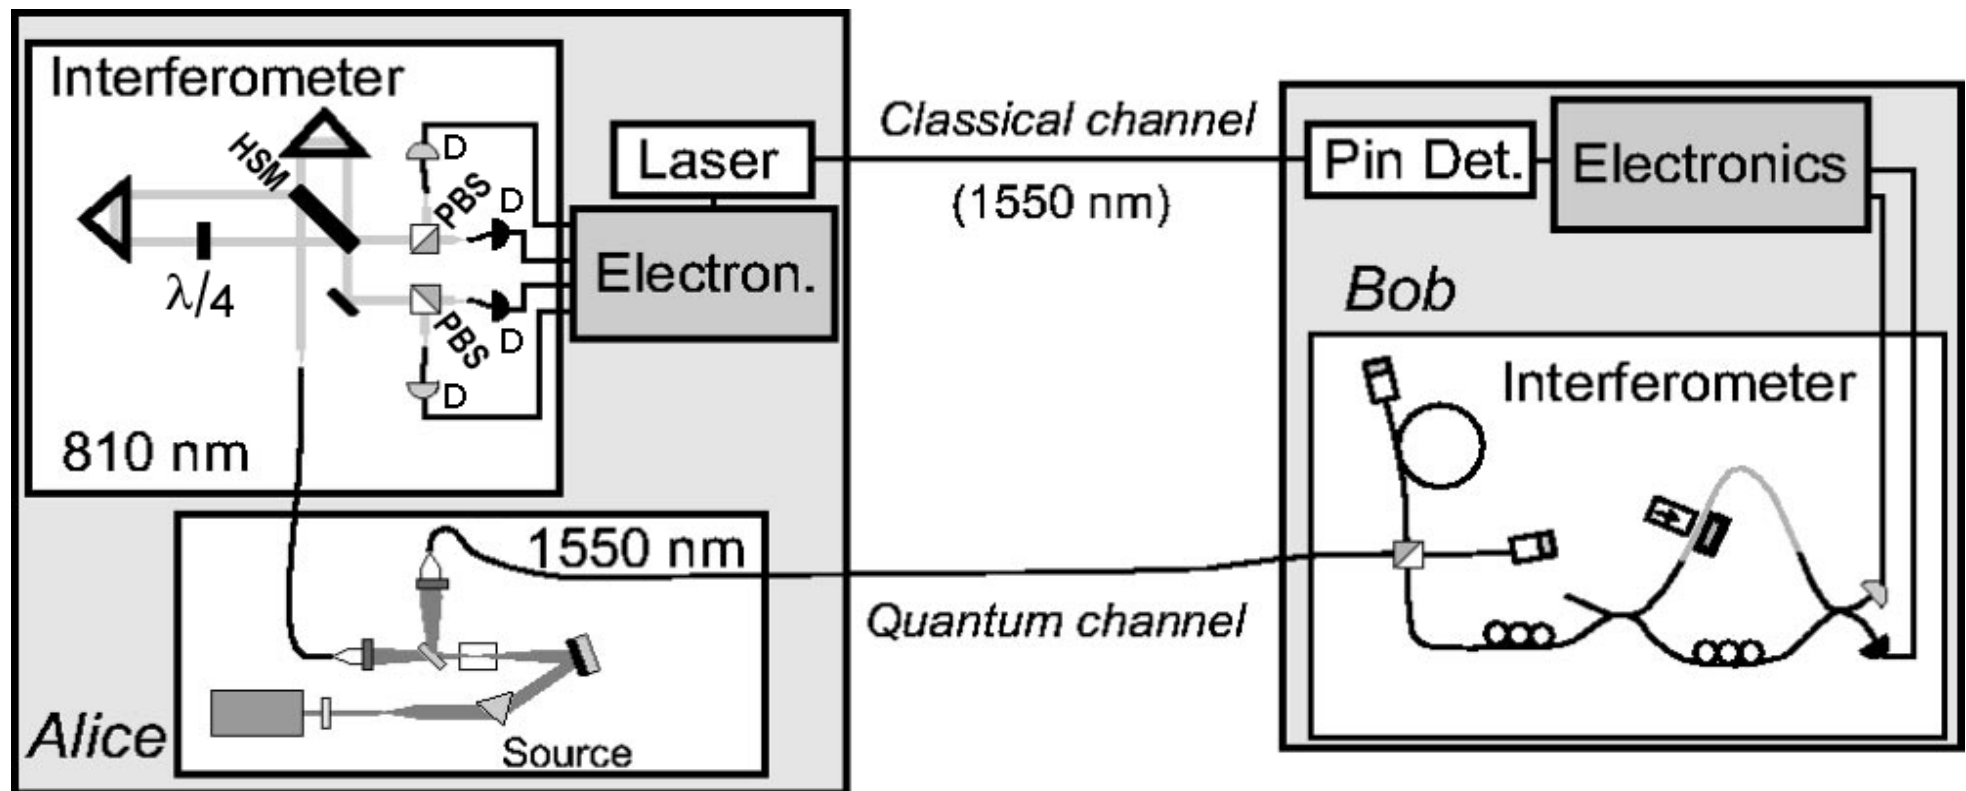 Interferometer
HSM
D
PBS
D
λ/4
PBS
D
D
810 nm
Laser
Electron.
1550 nm
Source
Alice
Classical channel
(1550 nm)
Quantum channel
Pin Det.
Electronics
Bob
Interferometer